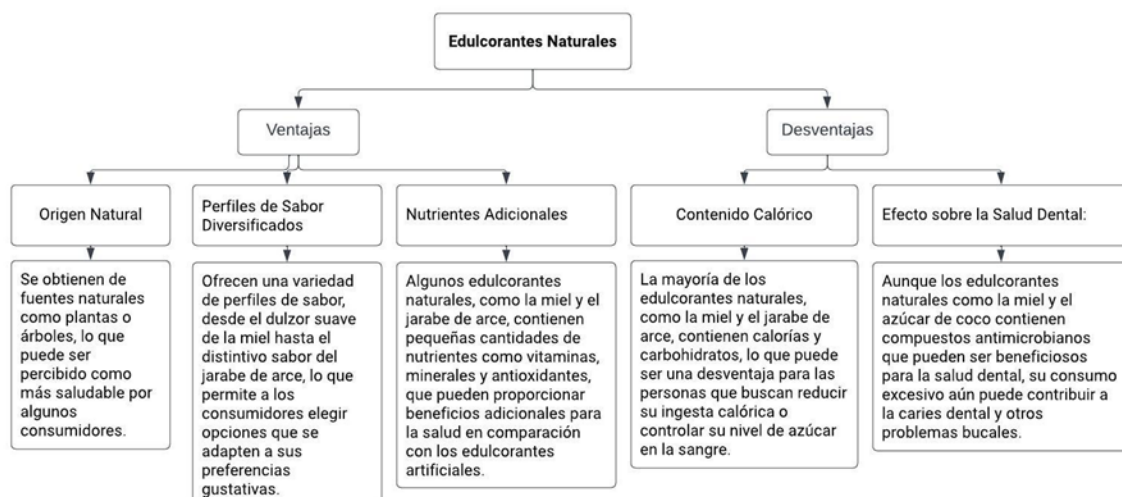 Edulcorantes Naturales
Ventajas
Desventajas
Origen Natural
Perfiles de Sabor
Diversificados
Nutrientes Adicionales
Contenido Calórico
Efecto sobre la Salud Dental:
Se obtienen de
fuentes naturales
como plantas o
árboles, lo que
puede ser
percibido como
más saludable por
algunos
consumidores.
Ofrecen una variedad
de perfiles de sabor,
desde el dulzor suave
de la miel hasta el
distintivo sabor del
jarabe de arce, lo que
permite a los
consumidores elegir
opciones que se
adapten a sus
preferencias
gustativas.
Algunos edulcorantes
naturales, como la miel y el
jarabe de arce, contienen
pequeñas cantidades de
nutrientes como vitaminas,
minerales y antioxidantes,
que pueden proporcionar
beneficios adicionales para
la salud en comparación
con los edulcorantes
artificiales.
La mayoría de los
edulcorantes naturales,
como la miel y el jarabe de
arce, contienen calorías y
carbohidratos, lo que puede
ser una desventaja para las
personas que buscan reducir
su ingesta calórica o
controlar su nivel de azúcar
en la sangre.
Aunque los edulcorantes
naturales como la miel y el
azúcar de coco contienen
compuestos antimicrobianos
que pueden ser beneficiosos
para la salud dental, su consumo
excesivo aún puede contribuir a
la caries dental y otros
problemas bucales.